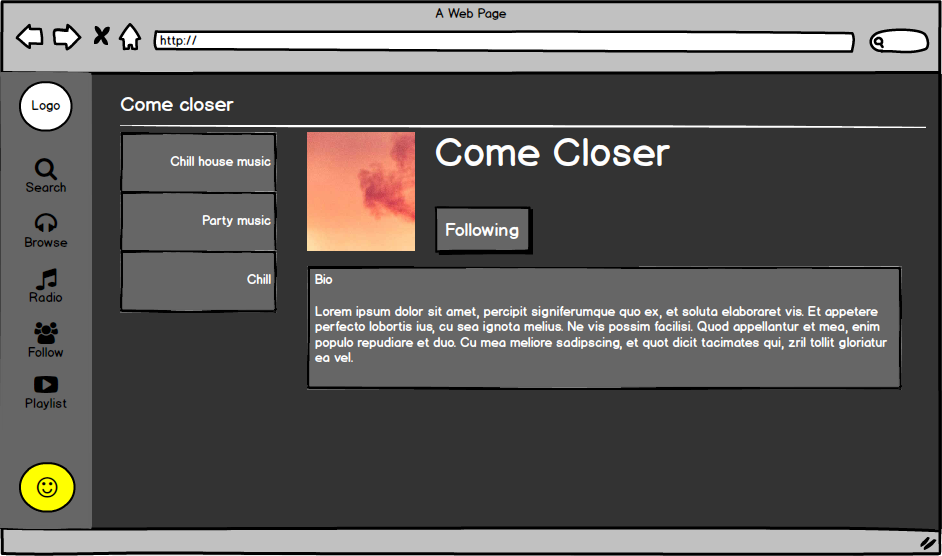 A Web Page
http://
Logo
Search
Browse
Radio
Follow
Playlist
Come closer
Chill house music
Party music
Chill
Come Closer
Following
Bio
Lorem ipsum dolor sit amet, percipit signiferumque quo ex, et soluta elaboraret vis. Et appetere
perfecto lobortis ius, cu sea ignota melius. Ne vis possim facilisi. Quod appellantur et mea, enim
populo repudiare et duo. Cu mea meliore sadipscing, et quot dicit tacimates qui, zril tollit gloriatur
ea vel.